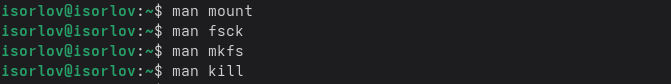 isorlov@isorlov:~$ man mount
isorlov@isorlov:~$ man fsck
isorlov@isorlov:~$ man mkfs
isorlov@isorlov:~$ man kill